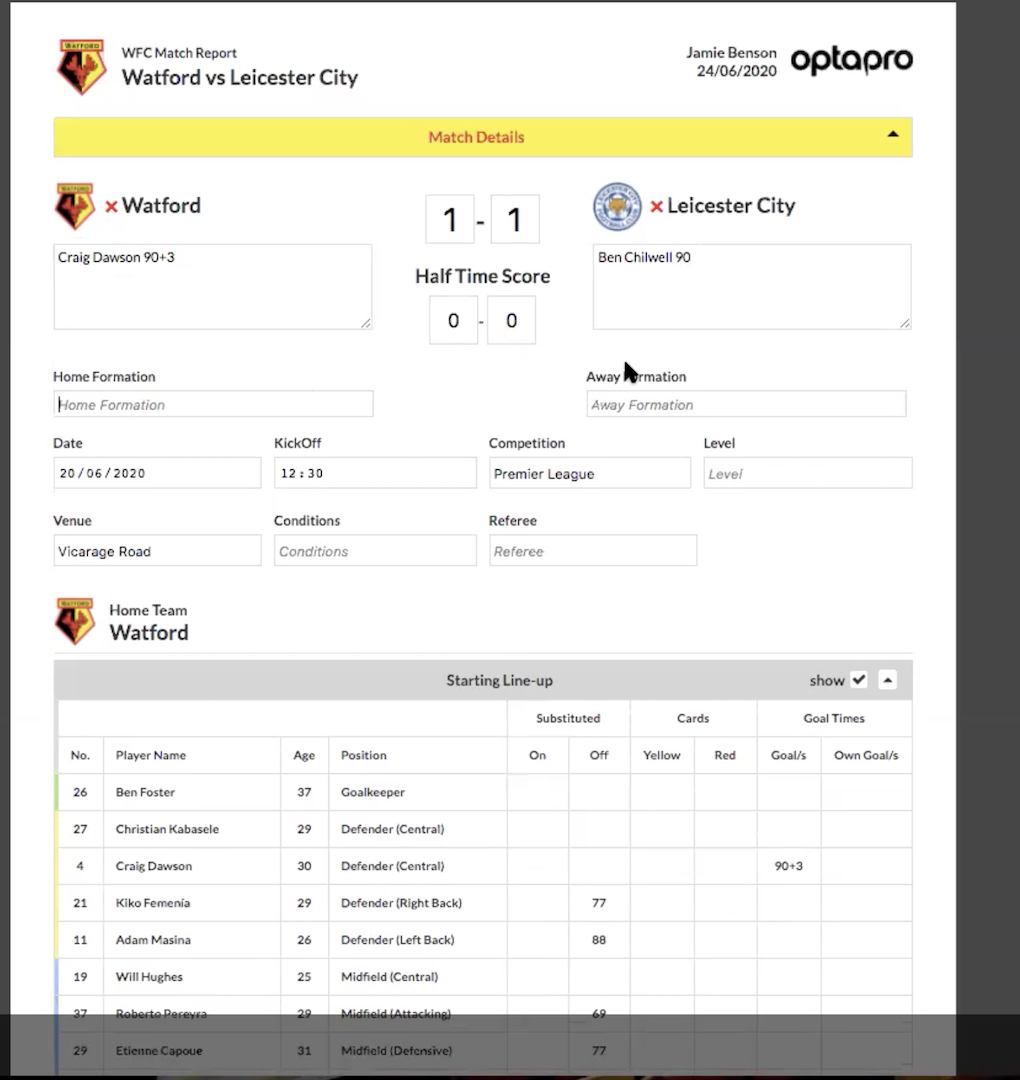 WFC Match Report
Watford vs Leicester City
Jamie Benson
24/06/2020
optapro
Match Details
WATFORD
× Watford
1 - 1
× Leicester City
Craig Dawson 90+3
Ben Chilwell 90
Half Time Score
0 - 0
Home Formation
Away Formation
Home Formation
Away Formation
Date KickOff Competition Level
20/06/2020 12:30 Premier League Level
Venue Conditions Referee
Vicarage Road Conditions Referee
Home Team
Watford
Starting Line-up show
Substituted Cards Goal Times
No. Player Name Age Position On Off Yellow Red Goal/s Own Goal/s
26 Ben Foster 37 Goalkeeper
27 Christian Kabasele 29 Defender (Central)
4 Craig Dawson 30 Defender (Central) 90+3
21 Kiko Femenía 29 Defender (Right Back) 77
11 Adam Masina 26 Defender (Left Back) 88
19 Will Hughes 25 Midfield (Central)
37 Roberto Pereyra 29 Midfield (Attacking) 69
29 Etienne Capoue 31 Midfield (Defensive) 77